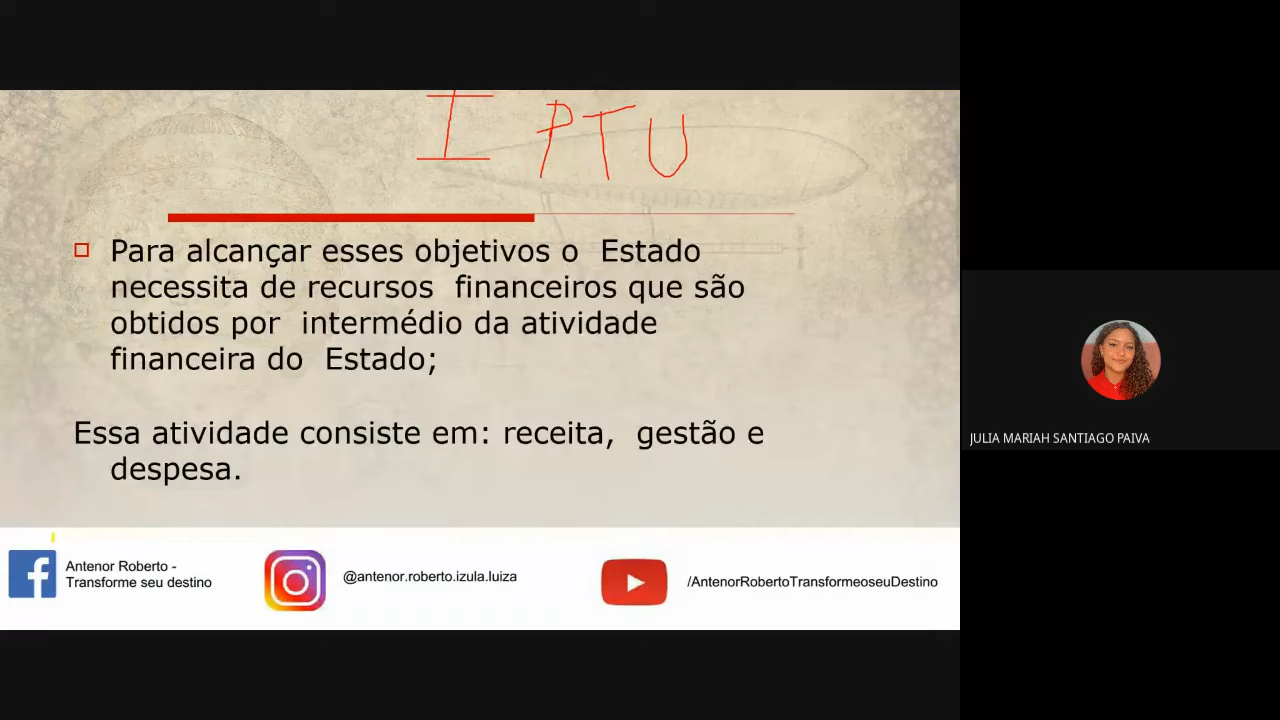 I PTU
Para alcançar esses objetivos o Estado
necessita de recursos financeiros que são
obtidos por intermédio da atividade
financeira do Estado;
Essa atividade consiste em: receita, gestão e
despesa.
JULIA MARIAH SANTIAGO PAIVA
Antenor Roberto -
Transforme seu destino
@antenor.roberto.izula.luiza
/AntenorRobertoTransformeoseuDestino